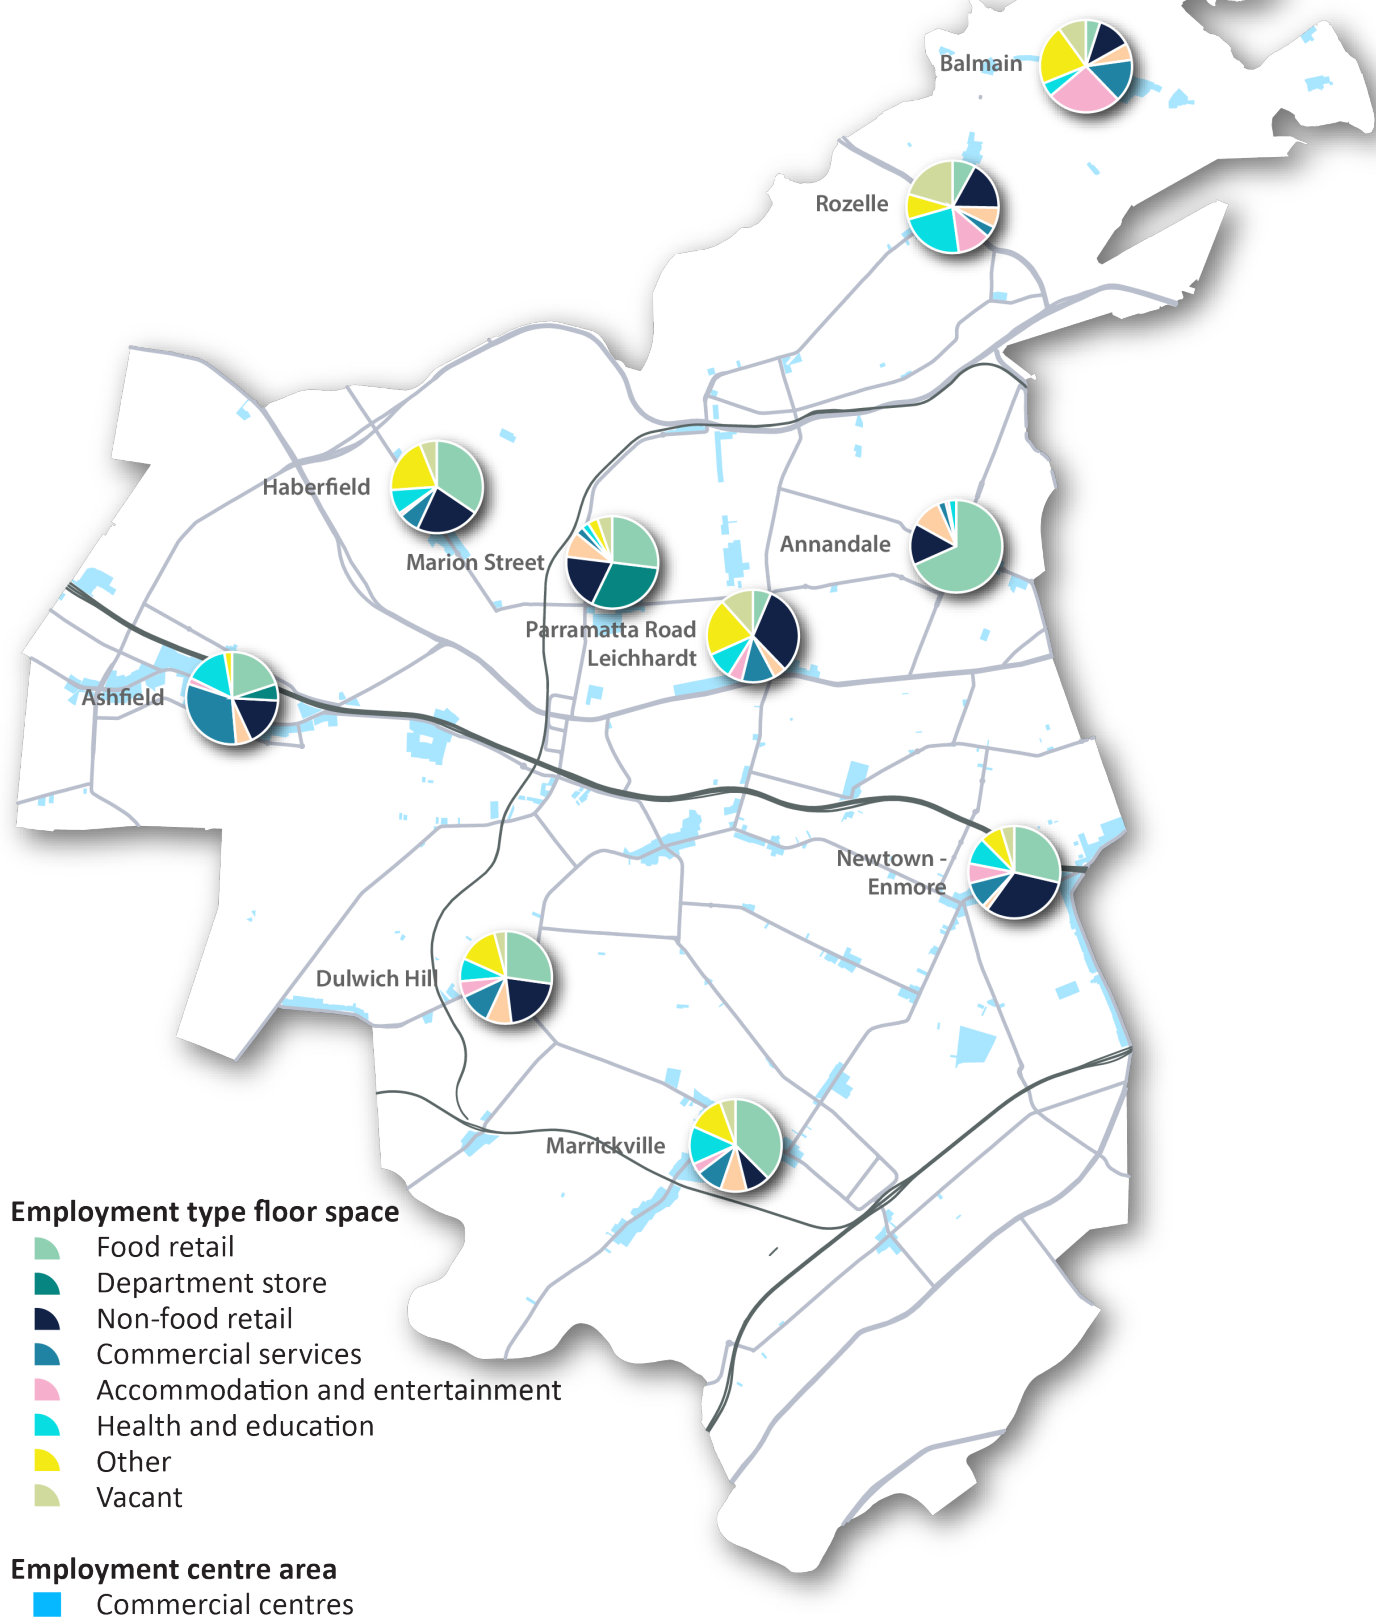 Balmain
Rozelle
Haberfield
Marion Street
Annandale
Parramatta Road
Leichhardt
Ashfield
Newtown -
Enmore
Dulwich Hill
Marrickville
Employment type floor space
Food retail
Department store
Non-food retail
Commercial services
Accommodation and entertainment
Health and education
Other
Vacant
Employment centre area
Commercial centres